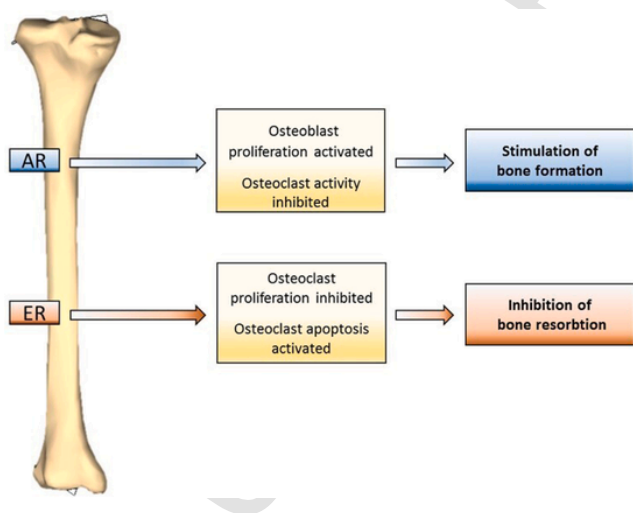 AR
Osteoblast
proliferation activated
Osteoclast activity
inhibited
Stimulation of
bone formation
ER
Osteoclast
proliferation inhibited
Osteoclast apoptosis
activated
Inhibition of
bone resorbtion